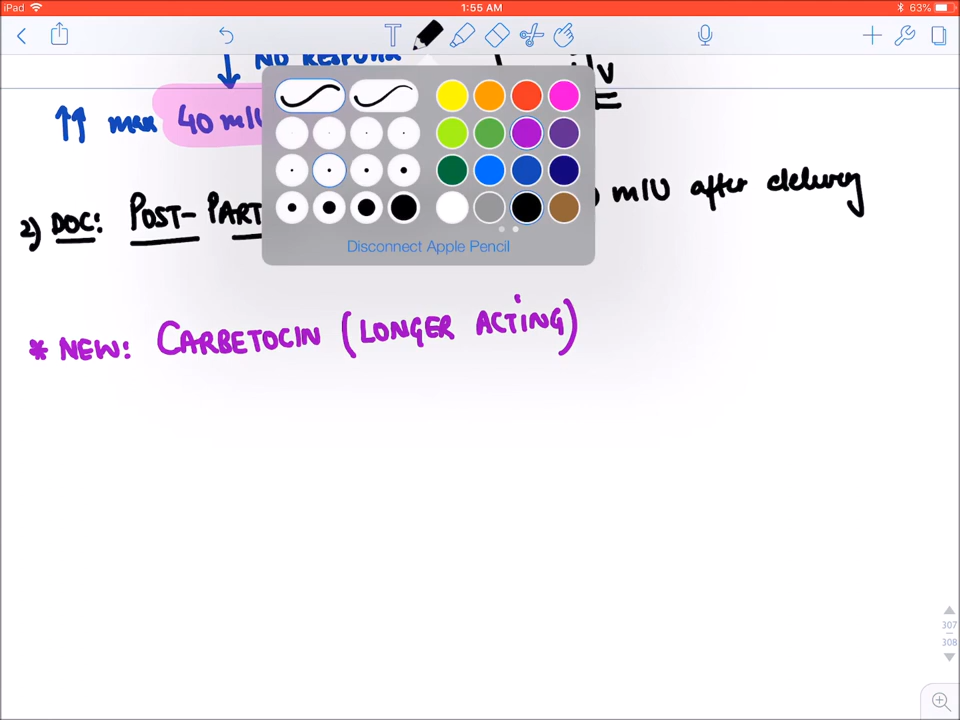 iPad 1:55 AM 63%
T
NO
↑↑ max 40 mIU
2) DOC: POST- PART mIU after delivery
Disconnect Apple Pencil
* NEW: CARBETOCIN (LONGER ACTING)
307
308